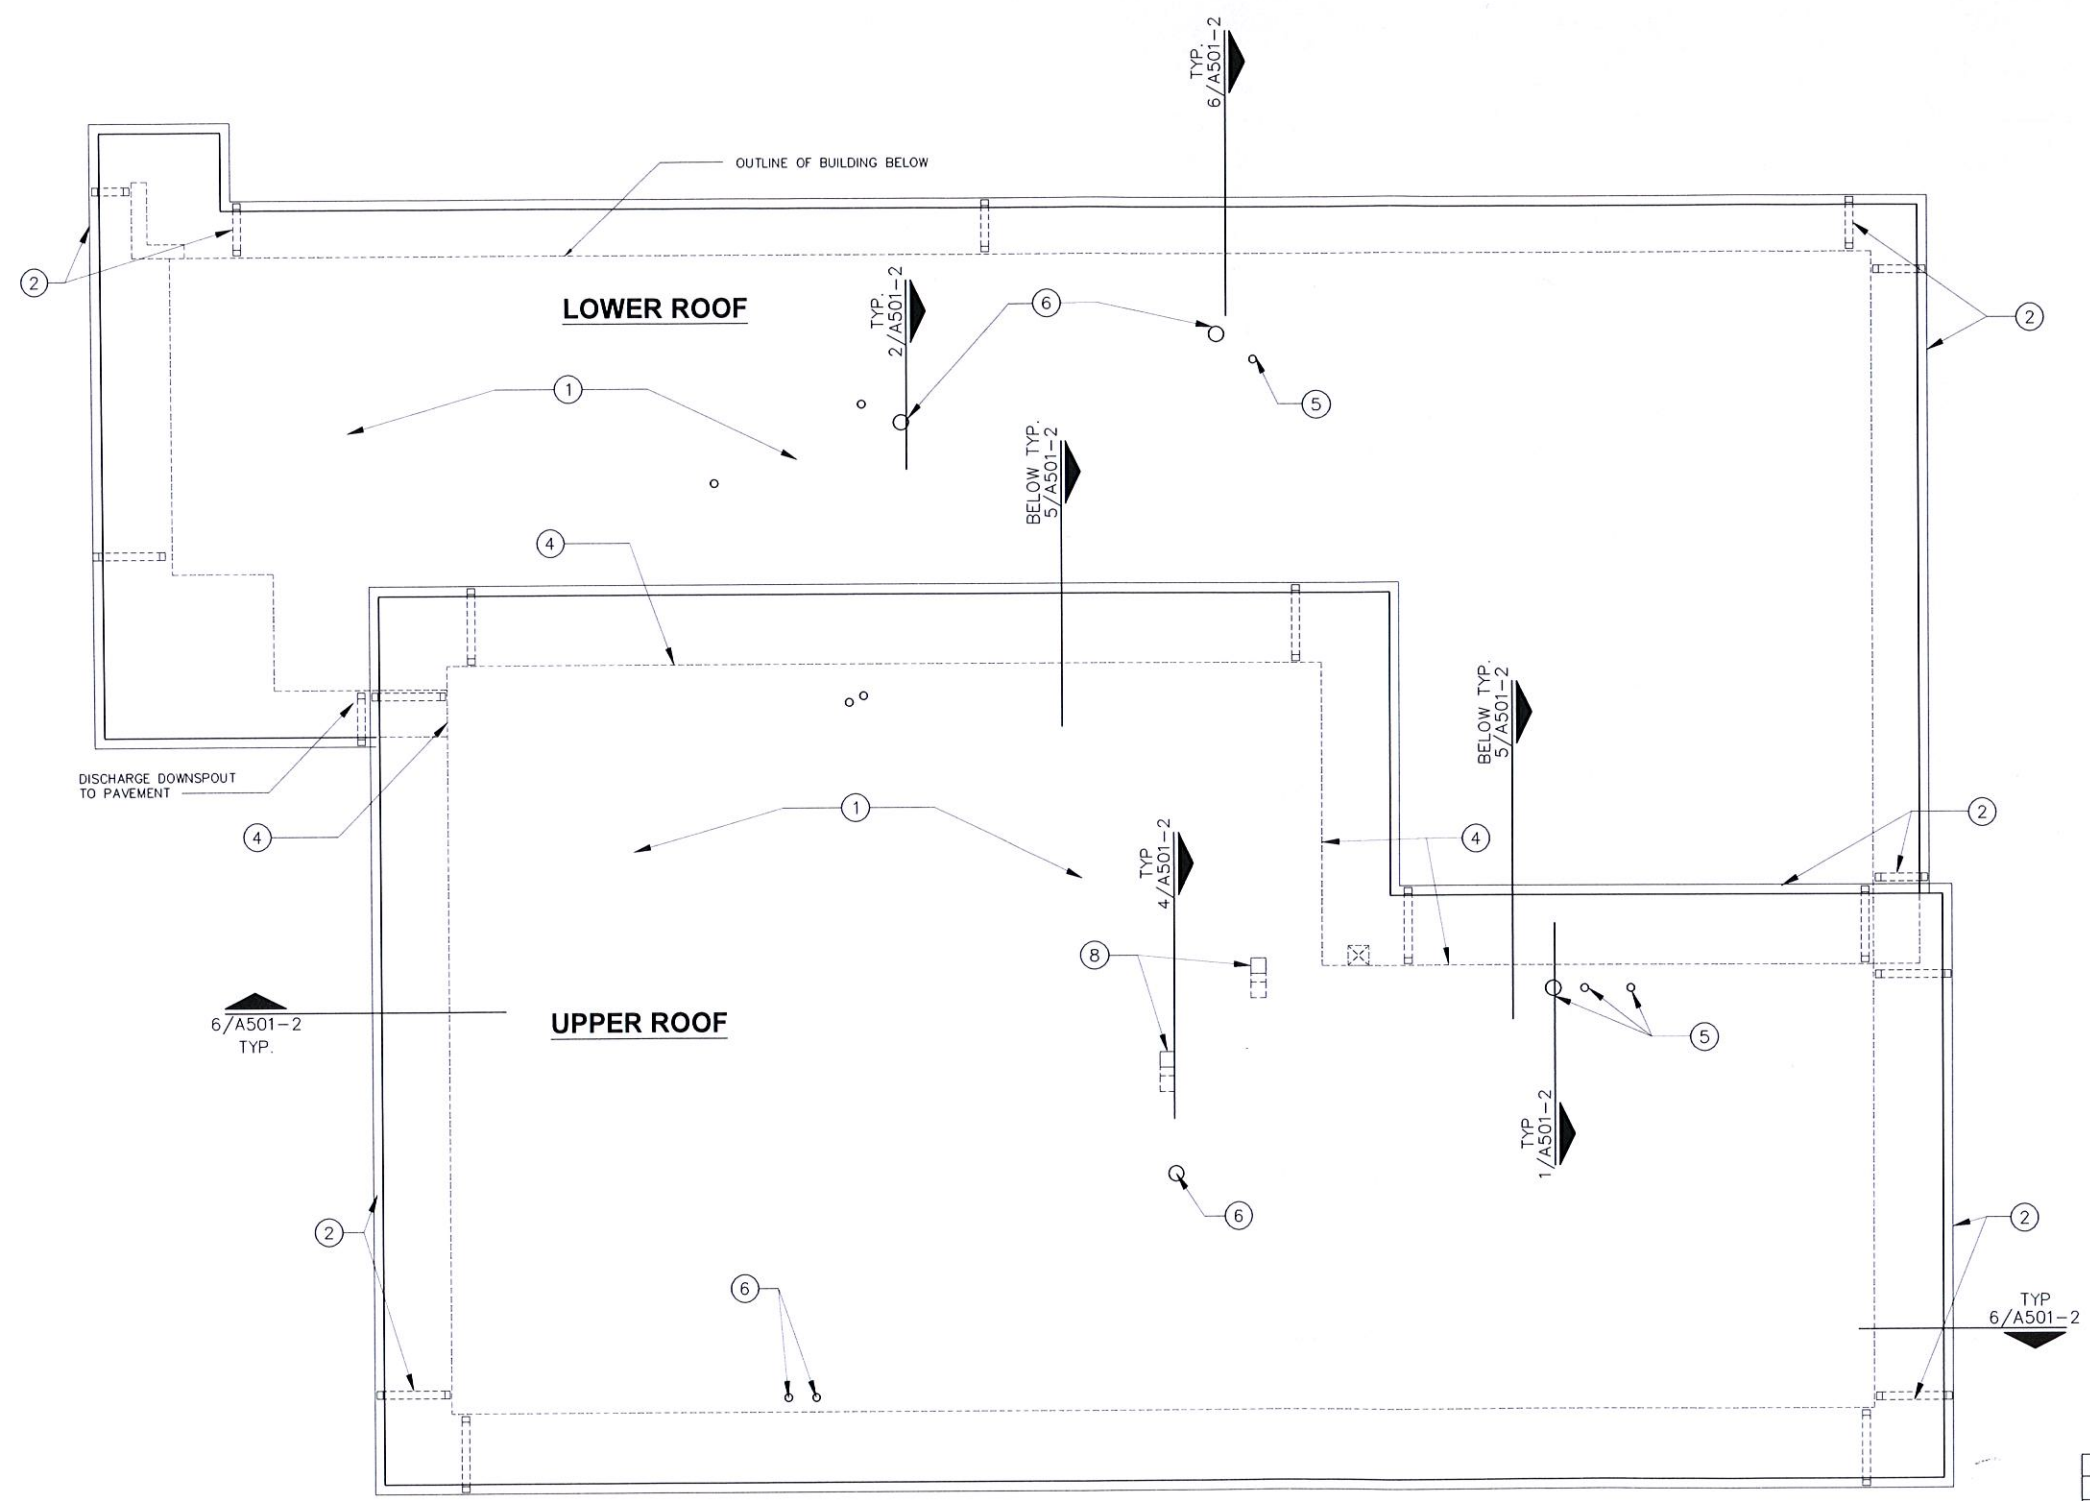 TYP.
6/A501-2
OUTLINE OF BUILDING BELOW
2
LOWER ROOF
TYP.
2/A501-2
6
2
1
5
BELOW TYP.
5/A501-2
4
BELOW TYP.
5/A501-2
DISCHARGE DOWNSPOUT
TO PAVEMENT
4
1
TYP
4/A501-2
4
2
8
6/A501-2
TYP.
UPPER ROOF
5
TYP
1/A501-2
2
6
2
6
TYP
6/A501-2